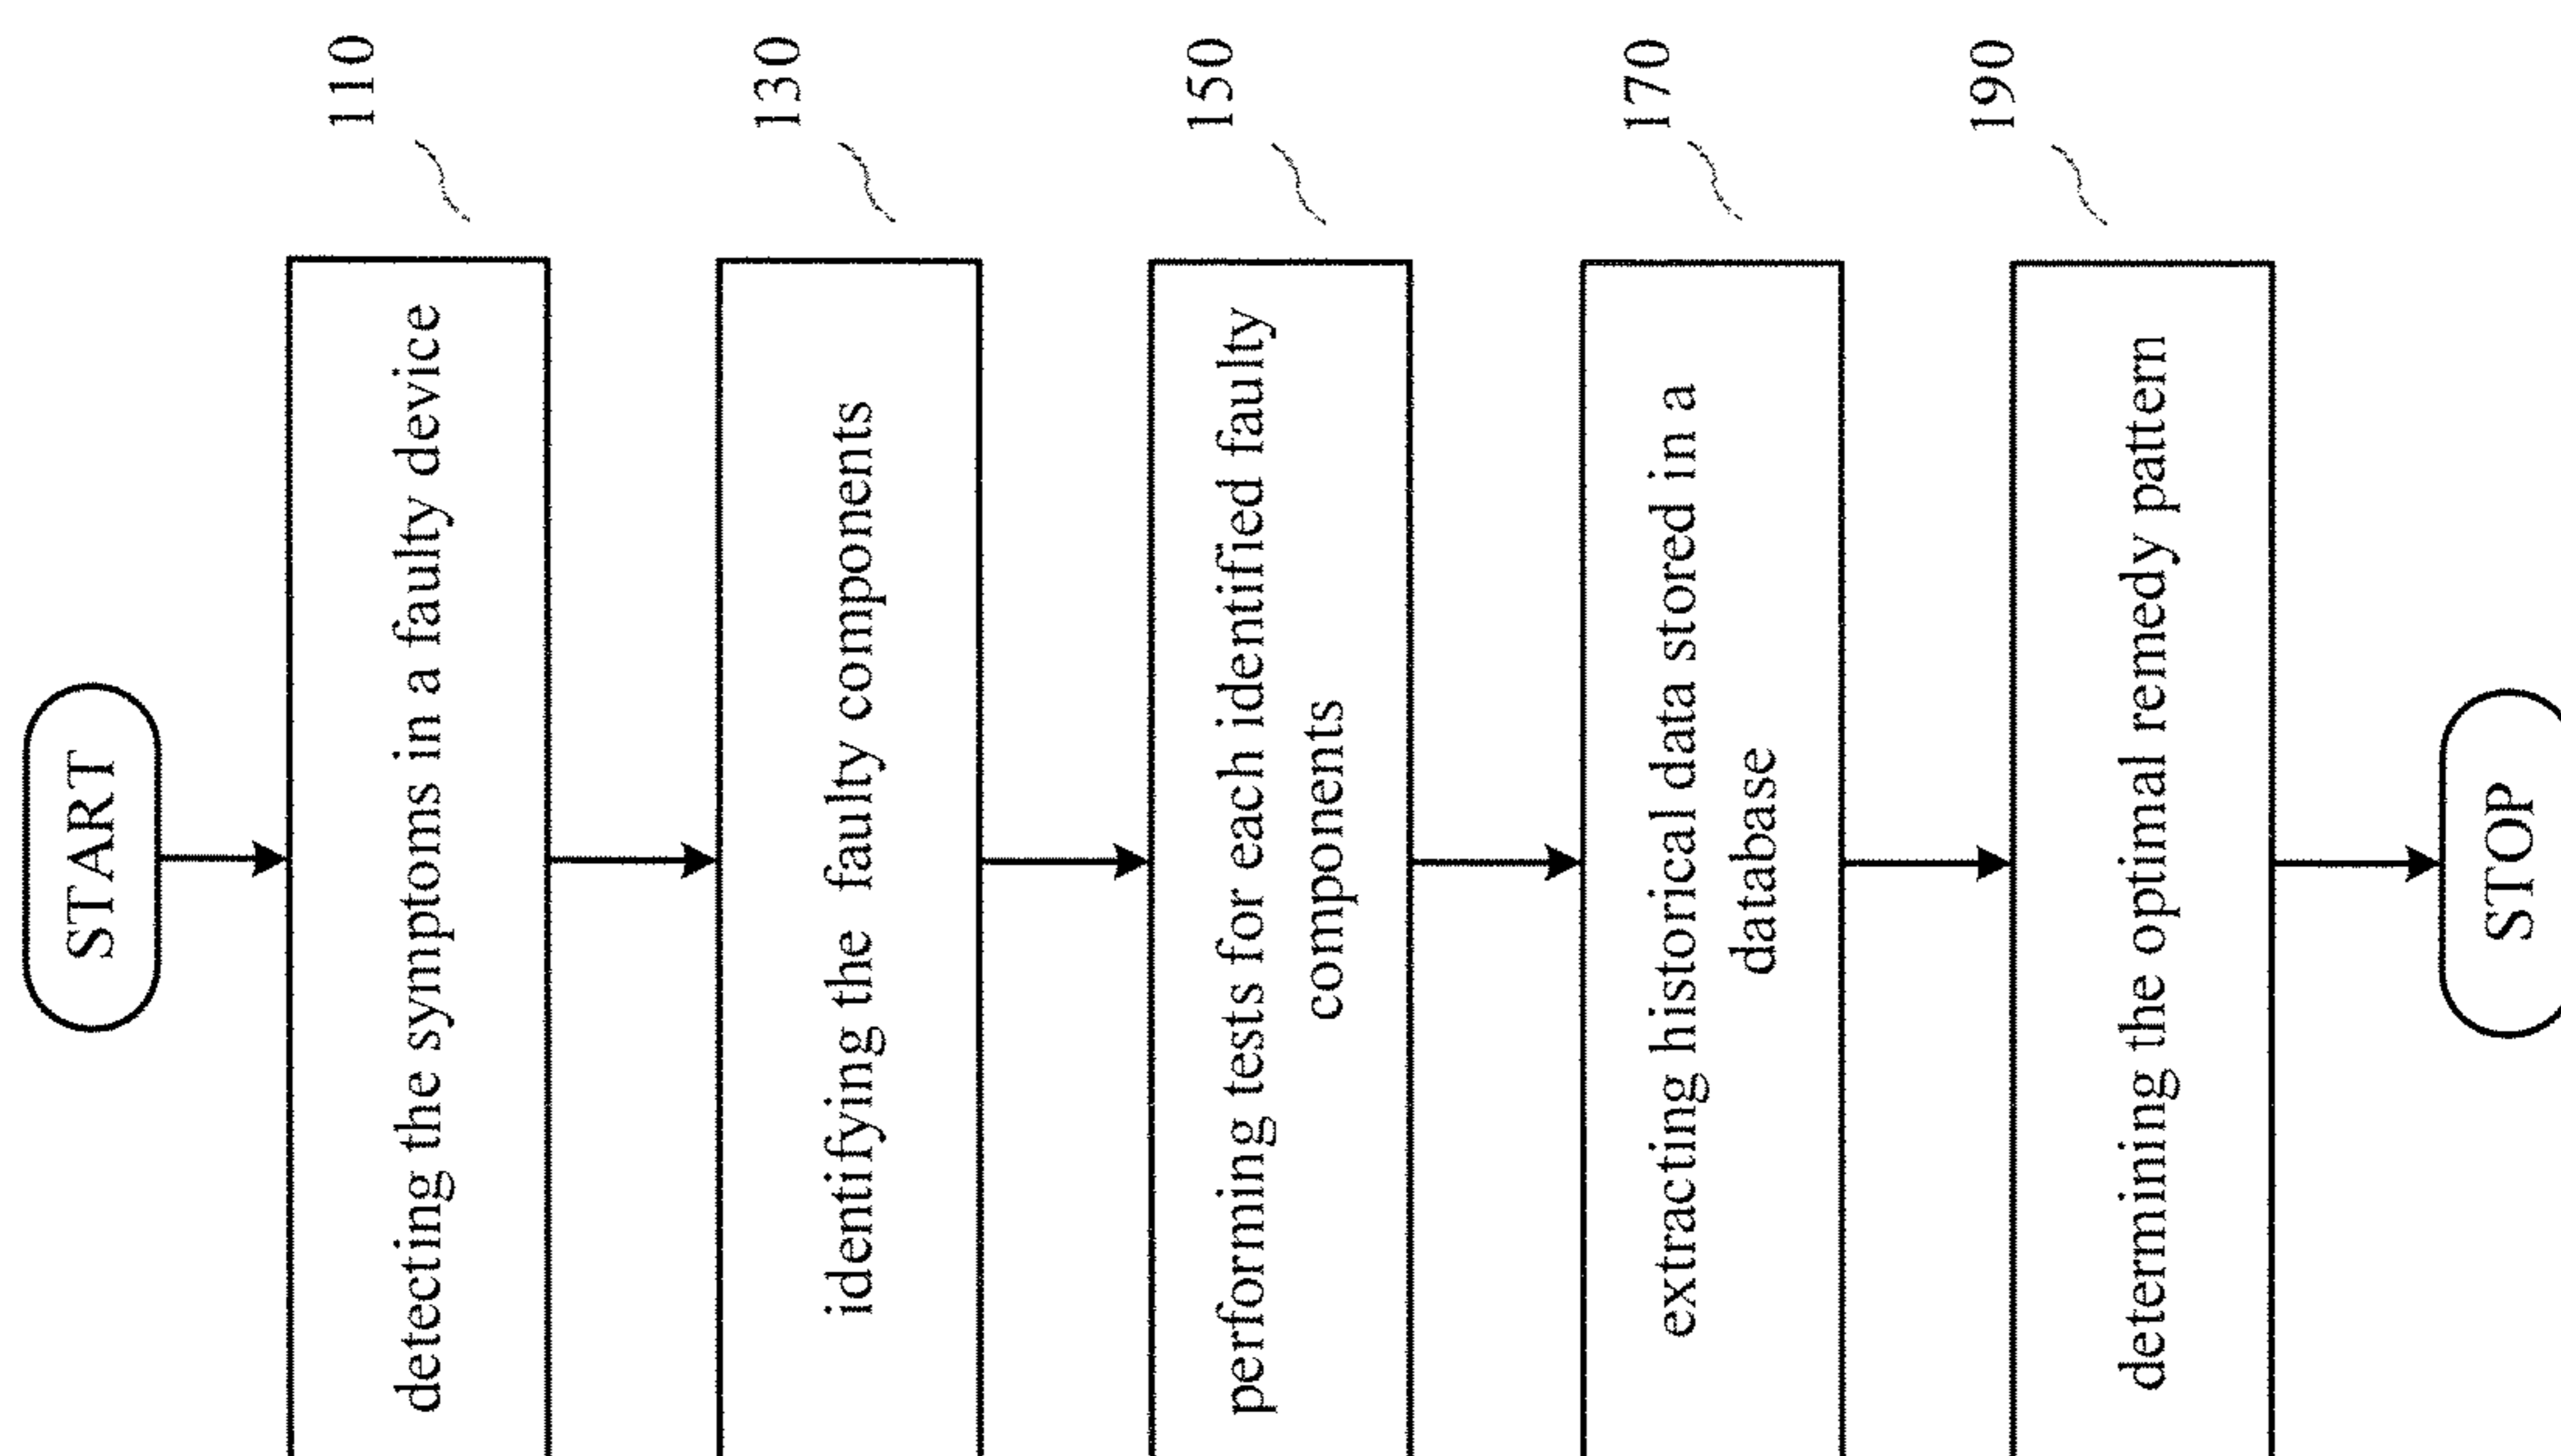 START
110
detecting the symptoms in a faulty device
130
identifying the faulty components
150
performing tests for each identified faulty
components
170
extracting historical data stored in a
database
190
determining the optimal remedy pattern
STOP